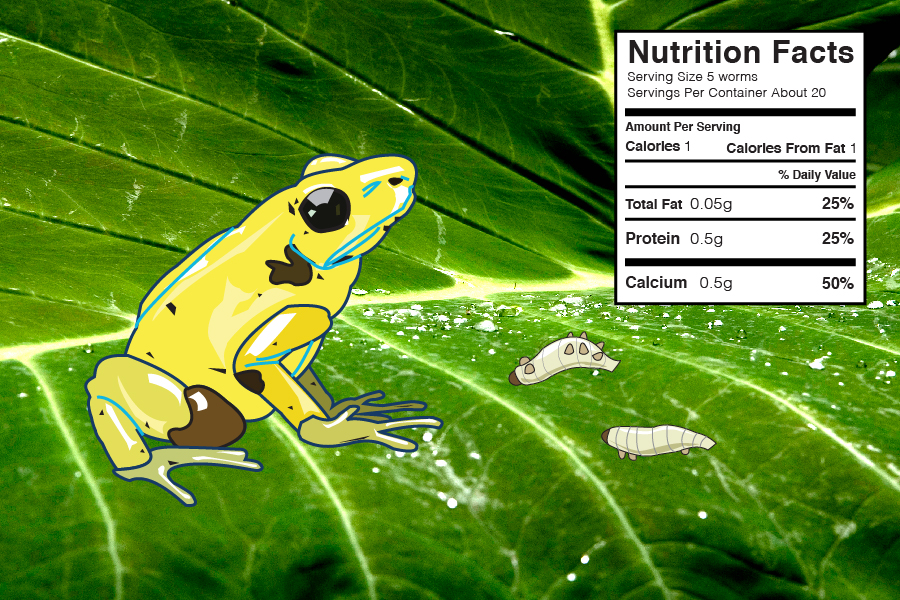 Nutrition Facts
Serving Size 5 worms
Servings Per Container About 20
Amount Per Serving
Calories 1 Calories From Fat 1
% Daily Value
Total Fat 0.05g 25%
Protein 0.5g 25%
Calcium 0.5g 50%